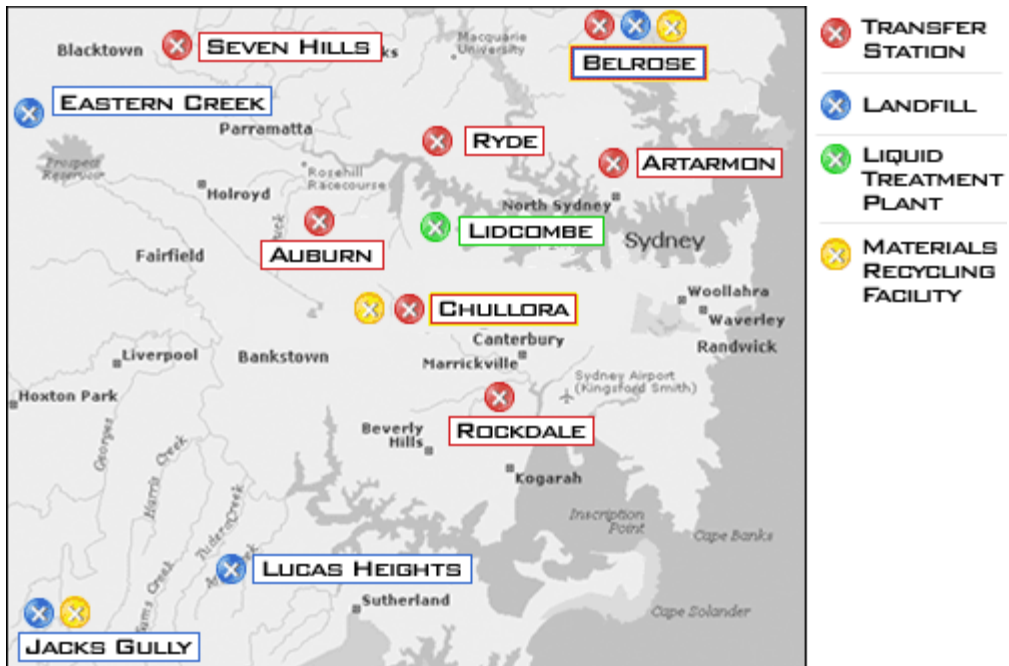 Blacktown
SEVEN HILLS
ks
Macquarie
University
BELROSE
EASTERN CREEK
Parramatta
RYDE
ARTARMON
Prospect
Reservoir
Rosehill
Racecourse
Holroyd
North Sydney
LIDCOMBE
Sydney
uck
AUBURN
Fairfield
CHULLORA
Woollahra
Waverley
Randwick
Canterbury
Marrickville
Liverpool
Bankstown
Sydney Airport
(Kingsford Smith)
Hoxton Park
ROCKDALE
Beverly
Hills
Georges
Harris Creek
Kogarah
Inscription
Point
Cape Banks
Creek
LUCAS HEIGHTS
Sutherland
Cape Solander
JACKS GULLY
Creek
TRANSFER
STATION
LANDFILL
LIQUID
TREATMENT
PLANT
MATERIALS
RECYCLING
FACILITY